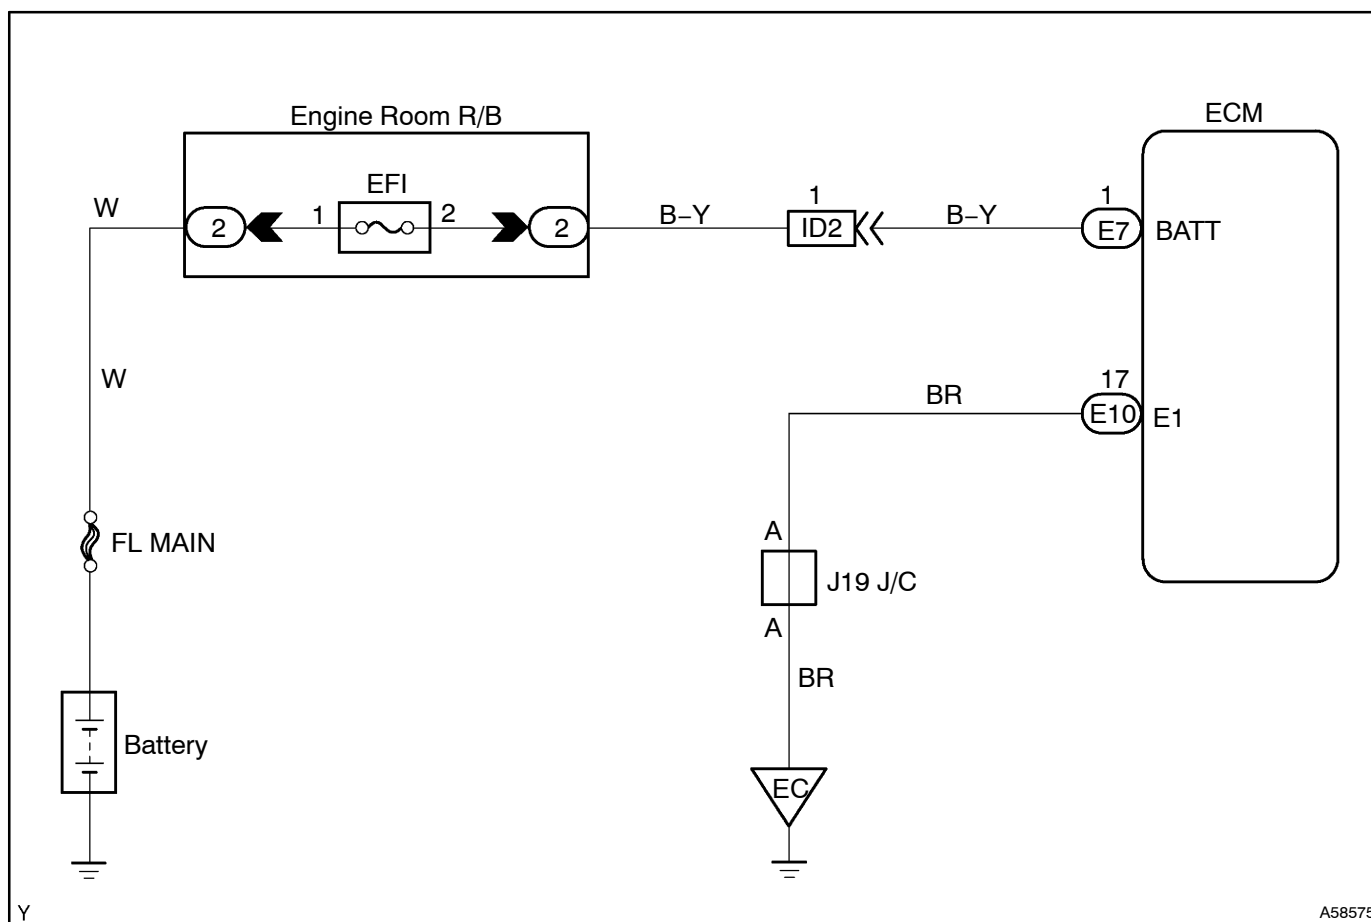 Engine Room R/B
ECM
EFI
W
2
1
2
2
B–Y
1
ID2
B–Y
1
E7
BATT
W
17
BR
E10
E1
FL MAIN
A
J19 J/C
A
BR
Battery
EC
Y
A58575